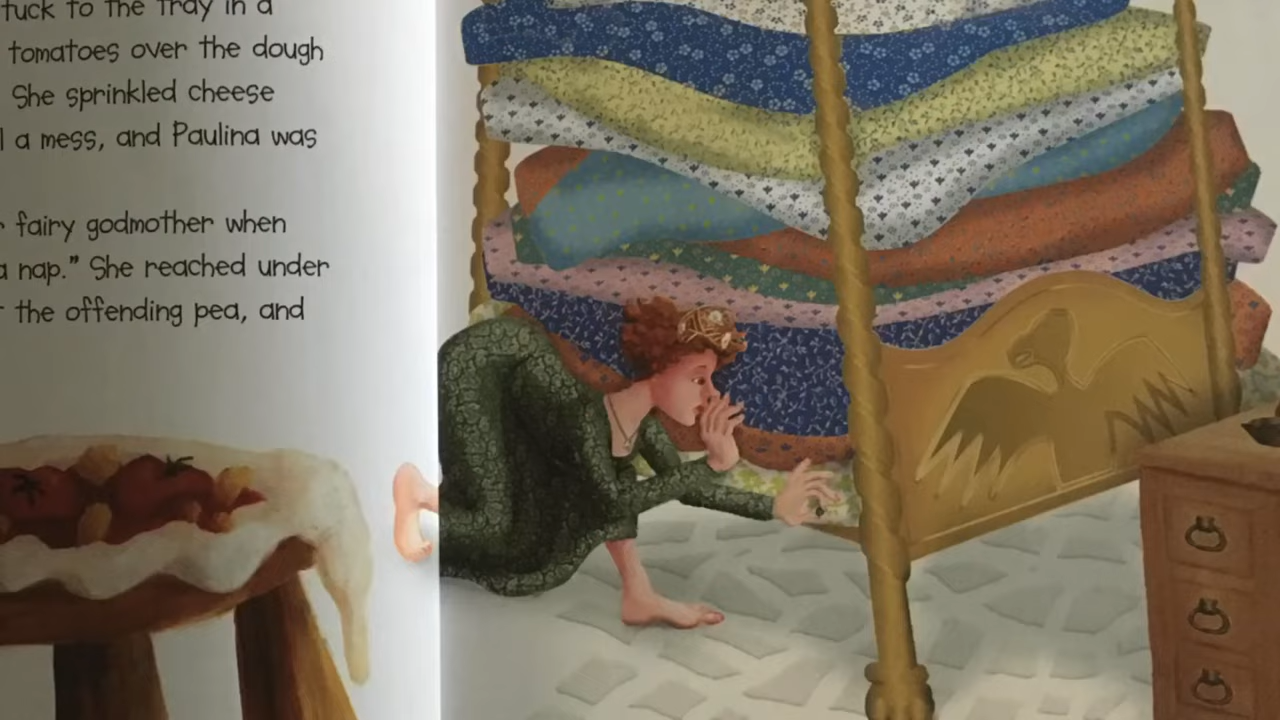 tuck to the tray in a
tomatoes over the dough
She sprinkled cheese
a mess, and Paulina was
fairy godmother when
a nap." She reached under
the offending pea, and